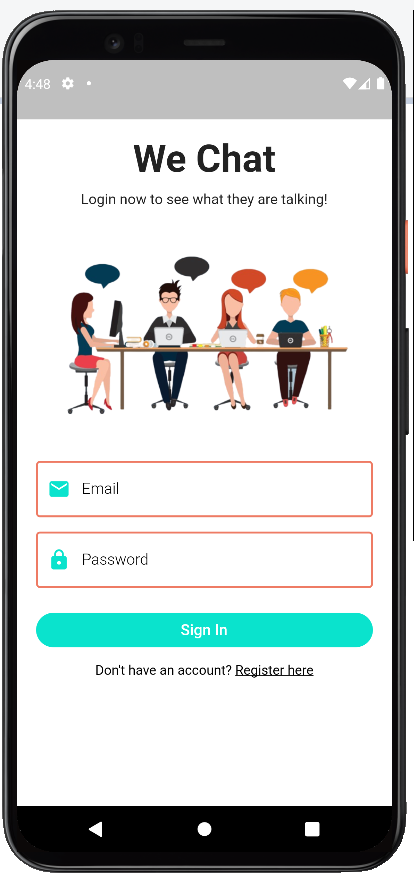 4:48
We Chat
Login now to see what they are talking!
Email
Password
Sign In
Don't have an account? Register here